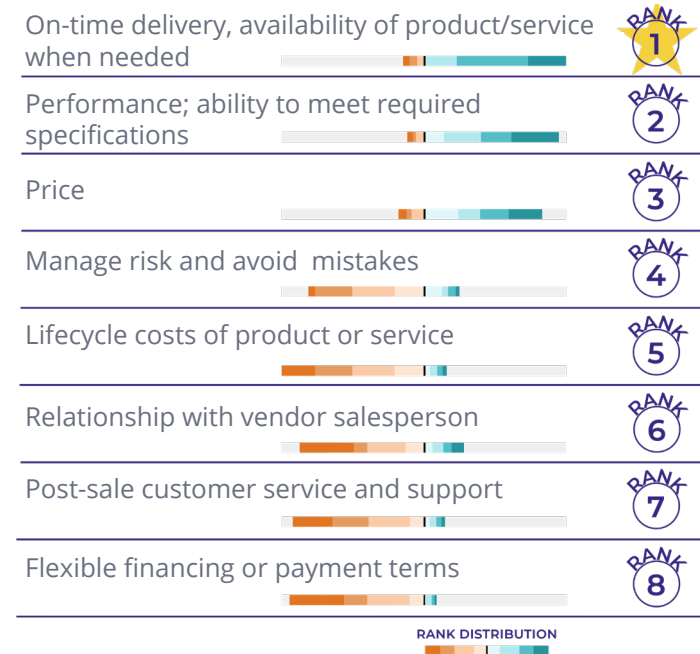 On-time delivery, availability of product/service
when needed
RANK
1
Performance; ability to meet required
specifications
RANK
2
Price
RANK
3
Manage risk and avoid mistakes
RANK
4
Lifecycle costs of product or service
RANK
5
Relationship with vendor salesperson
RANK
6
Post-sale customer service and support
RANK
7
Flexible financing or payment terms
RANK
8
RANK DISTRIBUTION